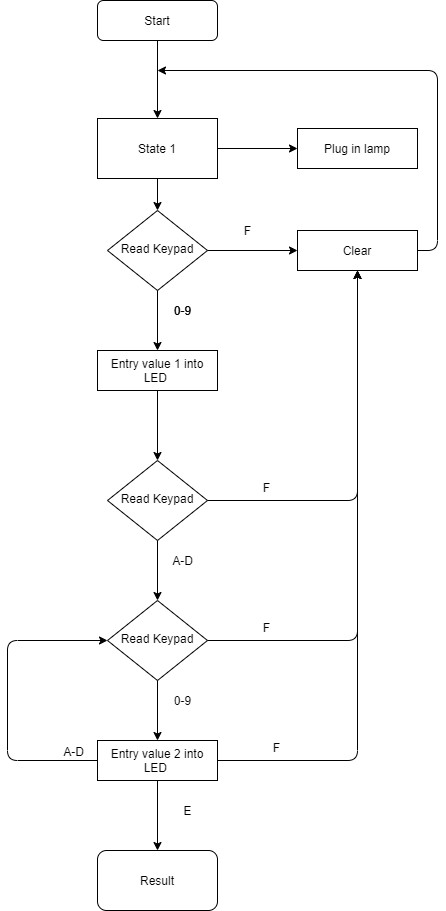 Start
State 1
Plug in lamp
Read Keypad
F
Clear
0-9
Entry value 1 into
LED
Read Keypad
F
A-D
Read Keypad
F
0-9
A-D
Entry value 2 into
LED
F
E
Result